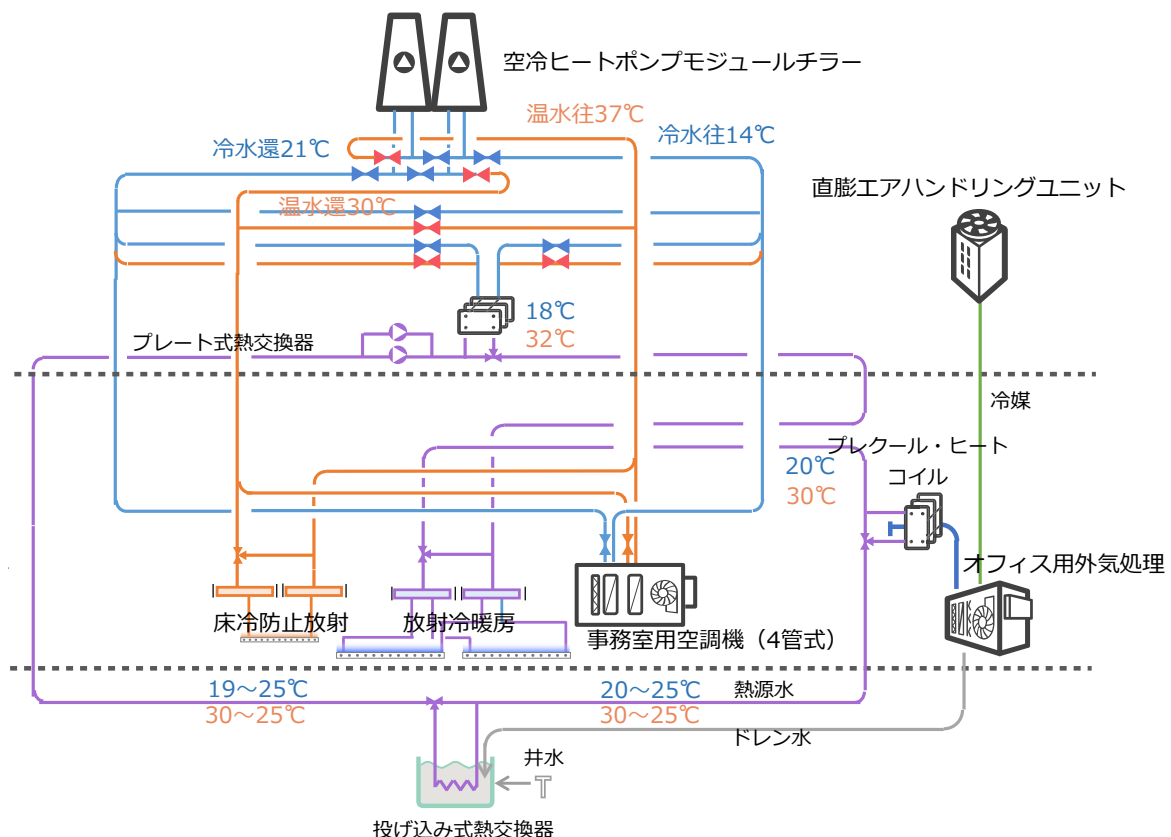 空冷ヒートポンプモジュールチラー
温水往37℃
冷水往14℃
冷水還21℃
直膨エアハンドリングユニット
温水還30℃
18℃
32℃
プレート式熱交換器
冷媒
プレクール・ヒート
コイル
20℃
30℃
オフィス用外気処理
床冷防止放射
放射冷暖房
事務室用空調機（4管式）
19～25℃
30～25℃
20～25℃
30～25℃
熱源水
ドレン水
井水
投げ込み式熱交換器